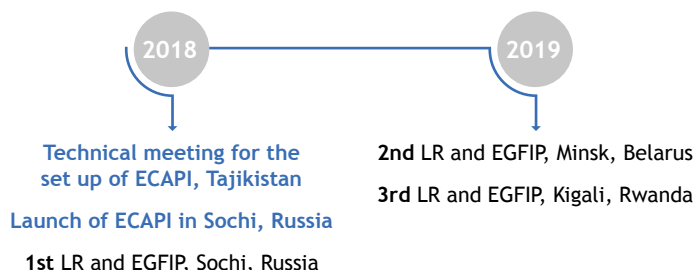 2018
2019
Technical meeting for the
set up of ECAPI, Tajikistan
Launch of ECAPI in Sochi, Russia
1st LR and EGFIP, Sochi, Russia
2nd LR and EGFIP, Minsk, Belarus
3rd LR and EGFIP, Kigali, Rwanda